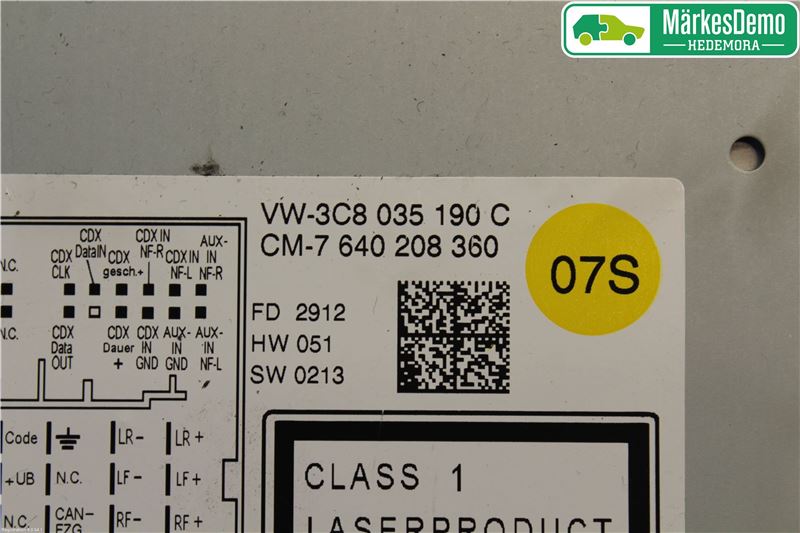 MärkesDemo
HEDEMORA
VW-3C8 035 190 C
CM-7 640 208 360
07S
FD 2912
HW 051
SW 0213
N.C.
CDX CLK
CDX DataIN
CDX gesch.+
CDX IN NF-R
CDX IN NF-L
AUX-IN NF-R
N.C.
CDX Data OUT
CDX Dauer +
CDX IN GND
AUX-IN GND
AUX-IN NF-L
Code LR- LR+
+UB N.C. LF- LF+
N.C. CAN-FZG RF- RF+
CLASS 1
LASERPRODUCT